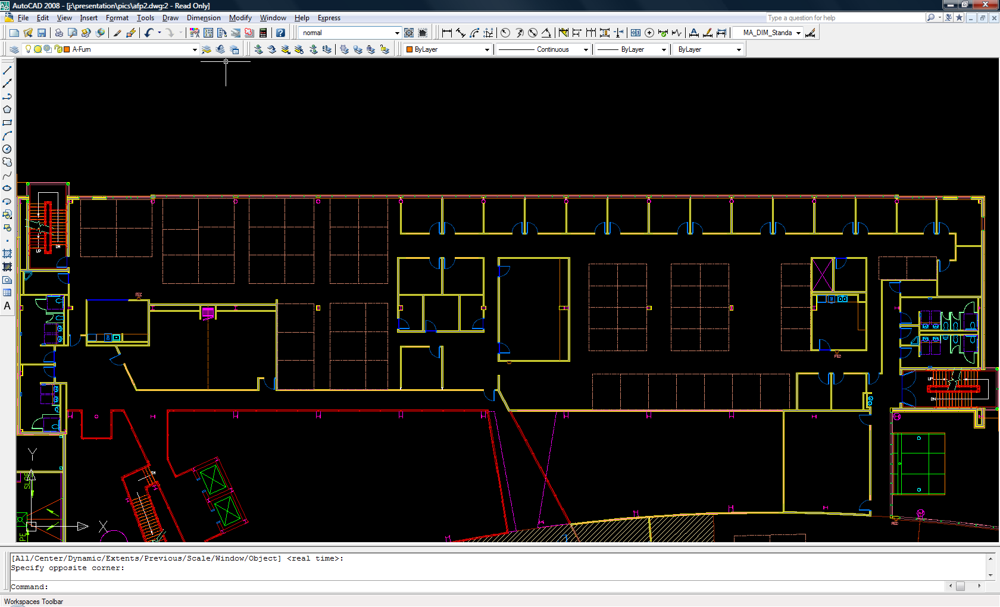 AutoCAD 2008 - [j:\presentation\pics\afp2.dwg:2 - Read Only]
File Edit View Insert Format Tools Draw Dimension Modify Window Help Express
Type a question for help
normal
MA_DIM_Standa
A-Furn
ByLayer
Continuous
ByLayer
ByLayer
A
UP
DN
FEC
FEC
UP
DN
DN
Y
SLOPE
X
FEC
[All/Center/Dynamic/Extents/Previous/Scale/Window/Object] <real time>:
Specify opposite corner:
Command:
Workspaces Toolbar